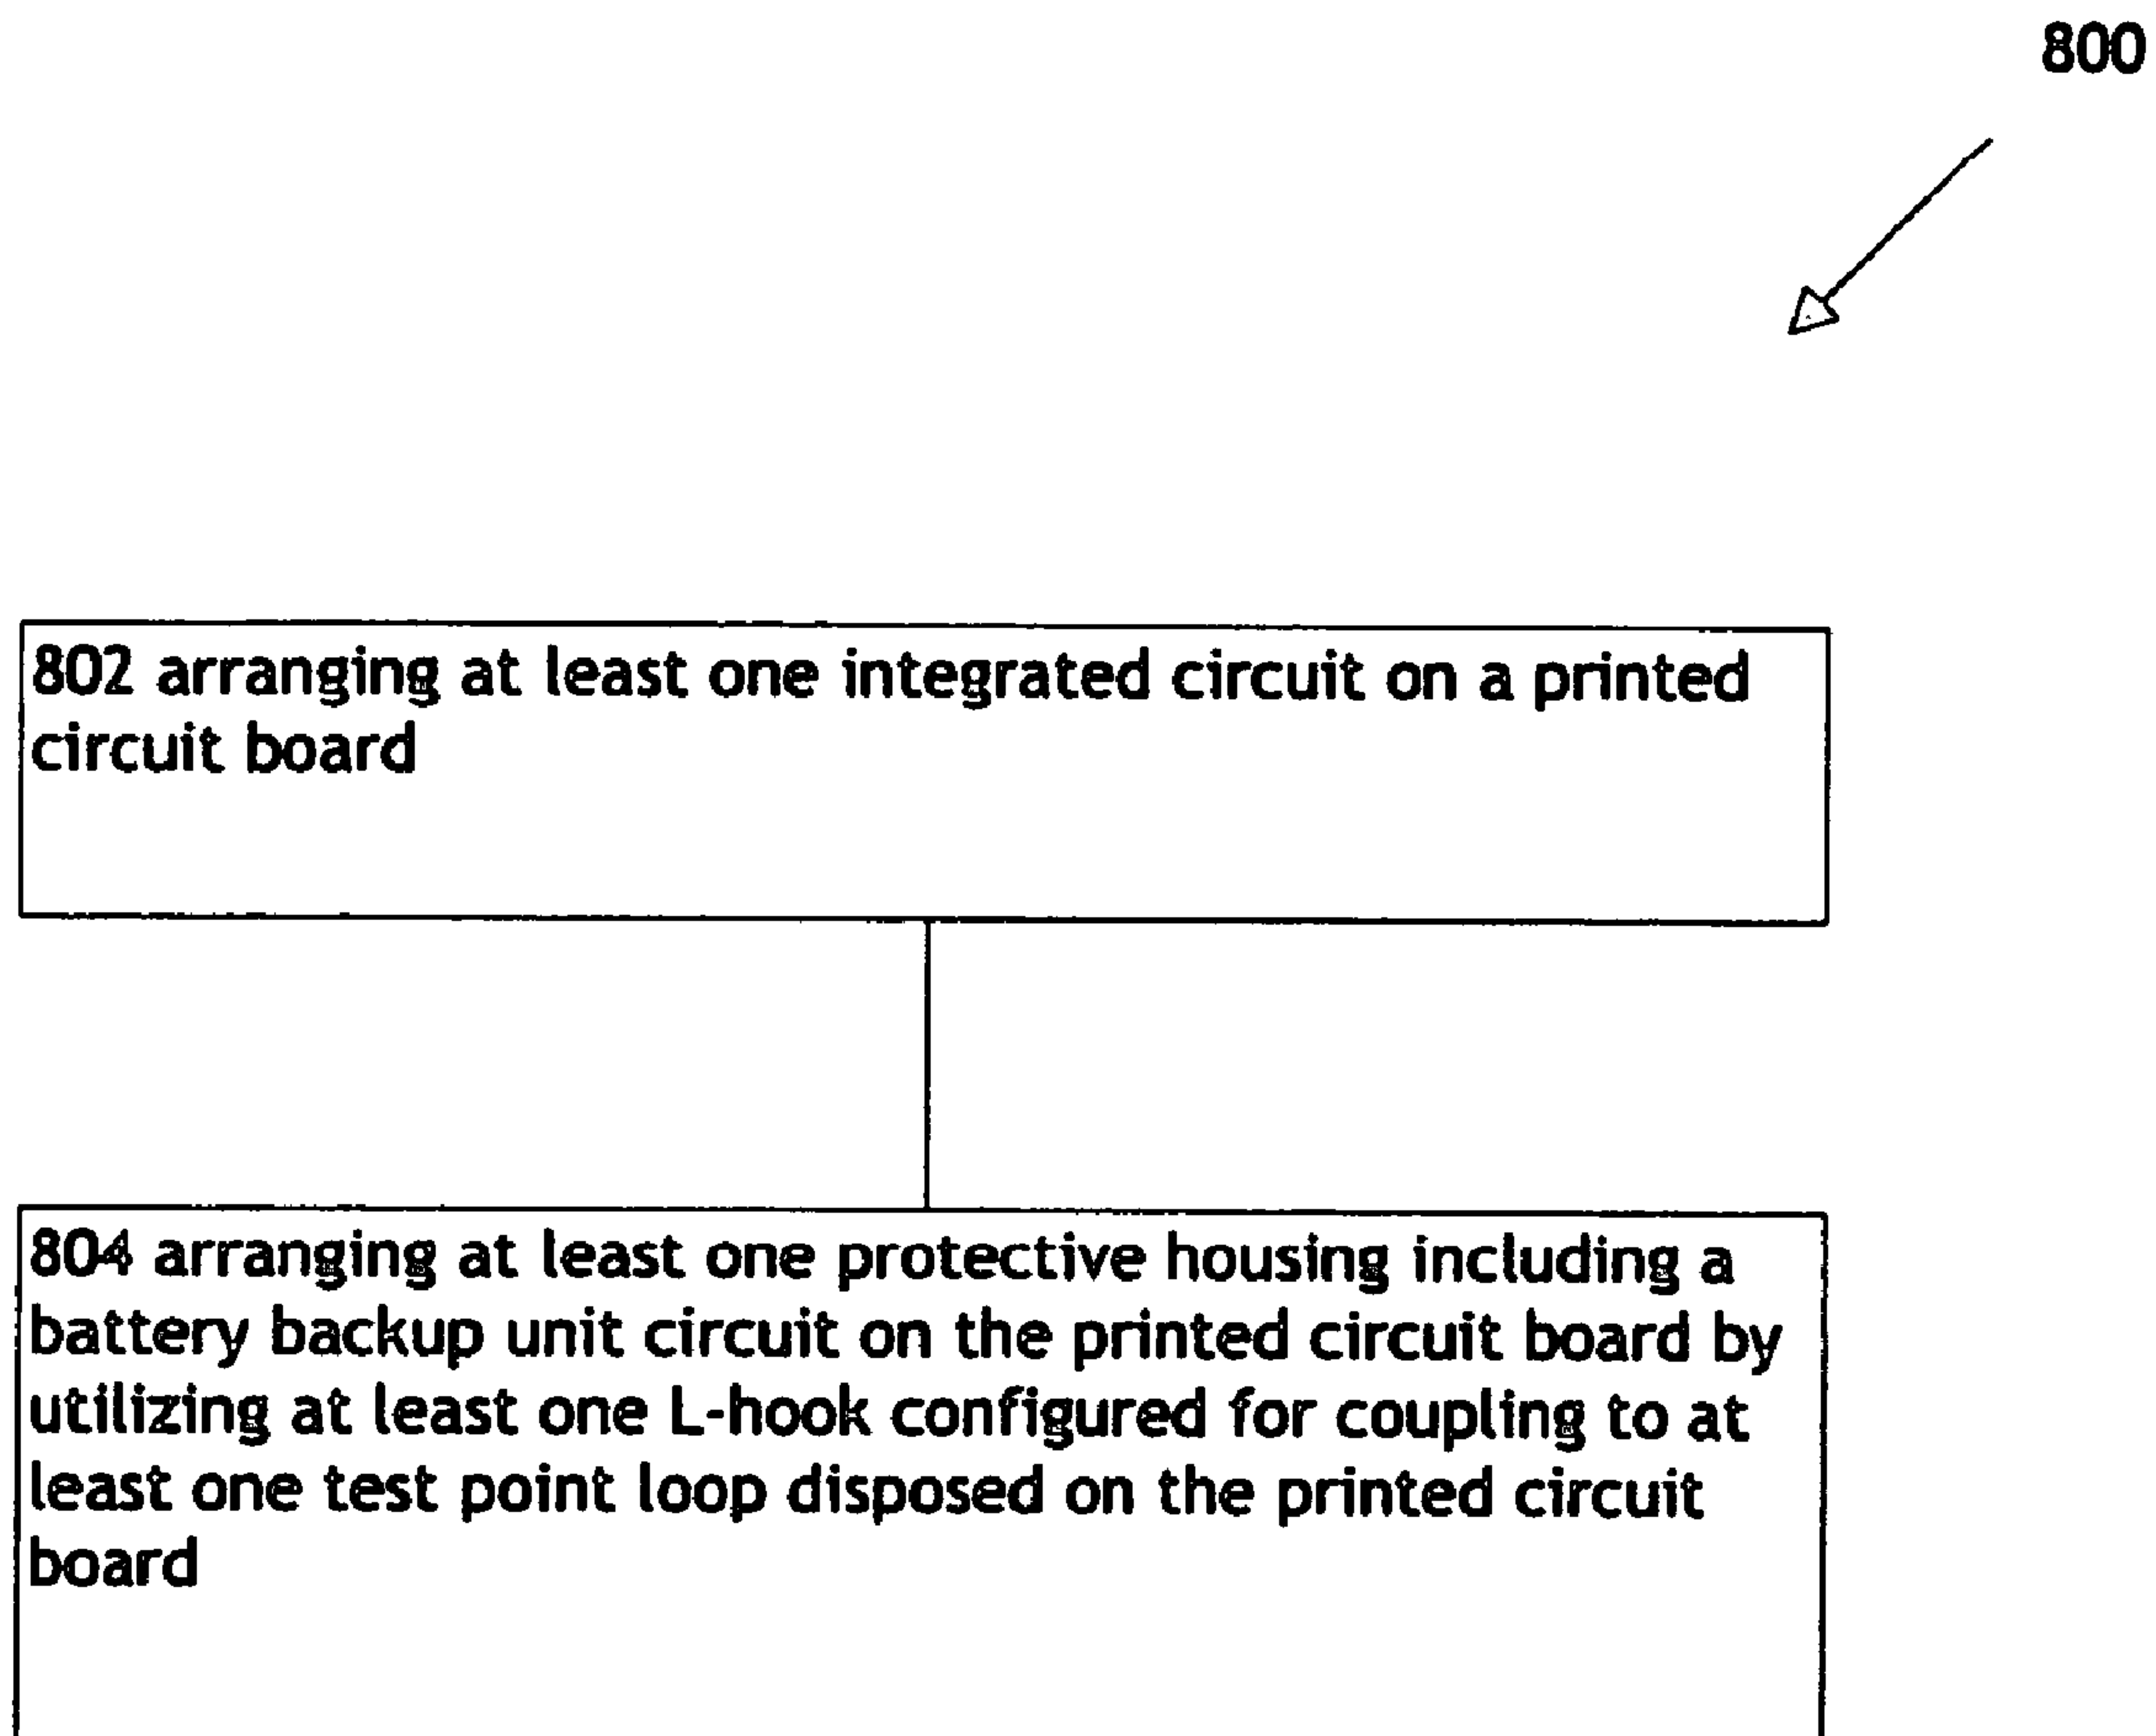 800
802 arranging at least one integrated circuit on a printed
circuit board
804 arranging at least one protective housing including a
battery backup unit circuit on the printed circuit board by
utilizing at least one L-hook configured for coupling to at
least one test point loop disposed on the printed circuit
board